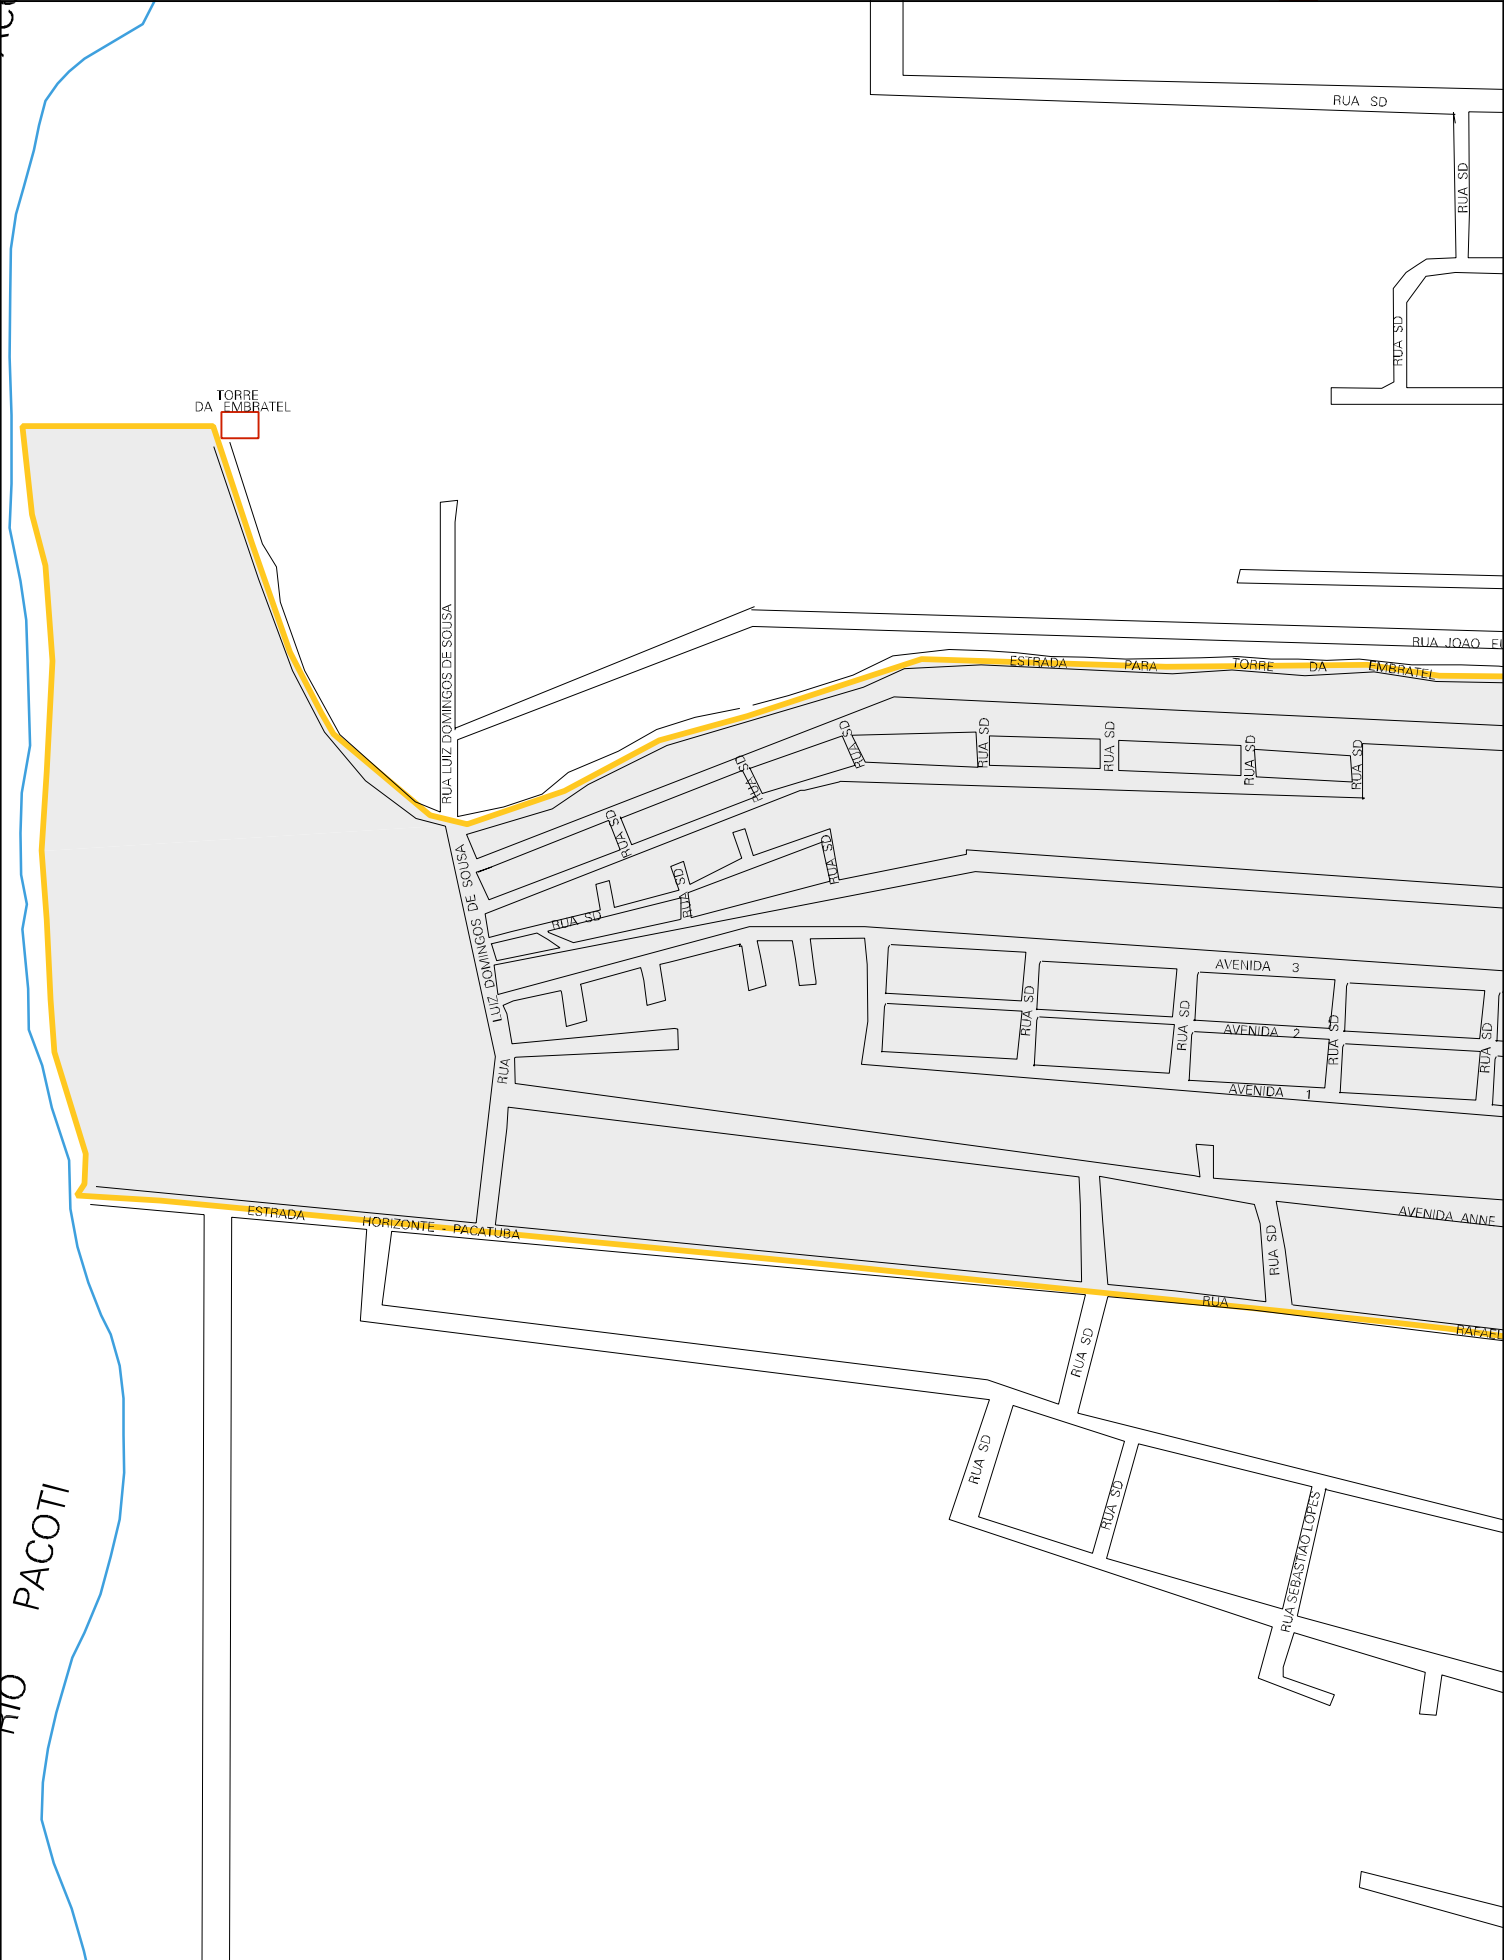 RUA SD
RUA SD
RUA SD
TORRE
DA EMBRATEL
RUA LUIZ DOMINGOS DE SOUSA
RUA JOAO
ESTRADA PARA TORRE DA EMBRATEL
RUA SD
RUA SD
RUA SD
RUA SD
RUA SD
RUA SD
RUA SD
RUA SD
RUA SD
RUA SD
RUA SD
RUA SD
RUA LUIZ DOMINGOS DE SOUSA
AVENIDA 3
RUA SD
RUA SD
AVENIDA 2
RUA SD
RUA SD
AVENIDA 1
AVENIDA ANNE
RUA SD
ESTRADA HORIZONTE - PACATUBA
RUA RAFAEL
RUA SD
RUA SD
RUA SD
RUA SEBASTIAO LOPES
RIO PACOTI